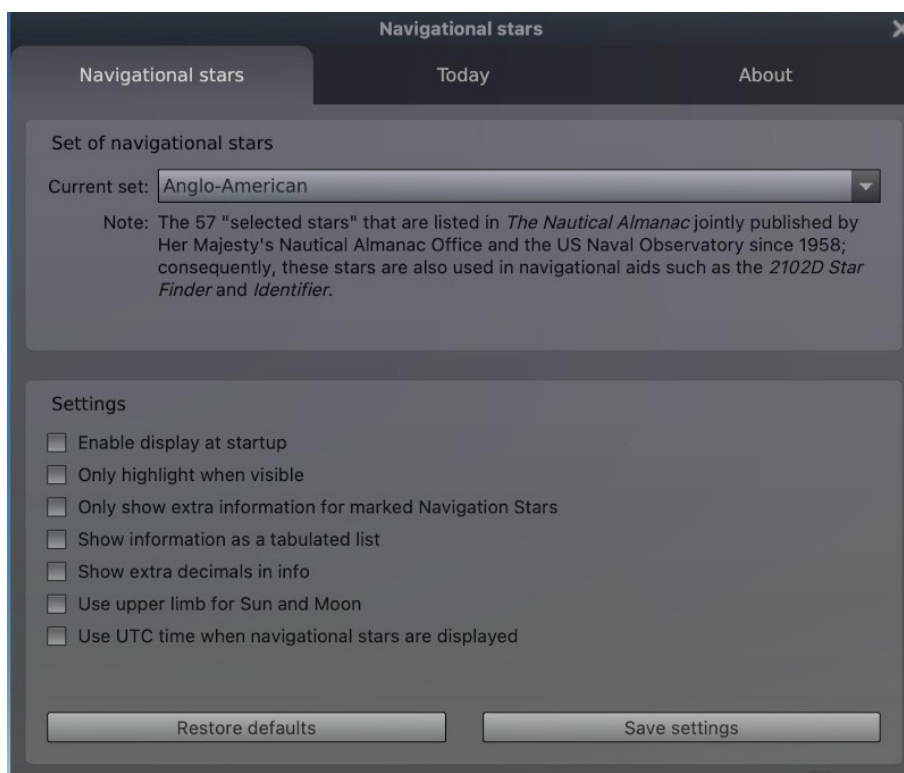 Navigational stars
Navigational stars Today About
Set of navigational stars
Current set: Anglo-American
Note: The 57 "selected stars" that are listed in The Nautical Almanac jointly published by
Her Majesty's Nautical Almanac Office and the US Naval Observatory since 1958;
consequently, these stars are also used in navigational aids such as the 2102D Star
Finder and Identifier.
Settings
Enable display at startup
Only highlight when visible
Only show extra information for marked Navigation Stars
Show information as a tabulated list
Show extra decimals in info
Use upper limb for Sun and Moon
Use UTC time when navigational stars are displayed
Restore defaults Save settings